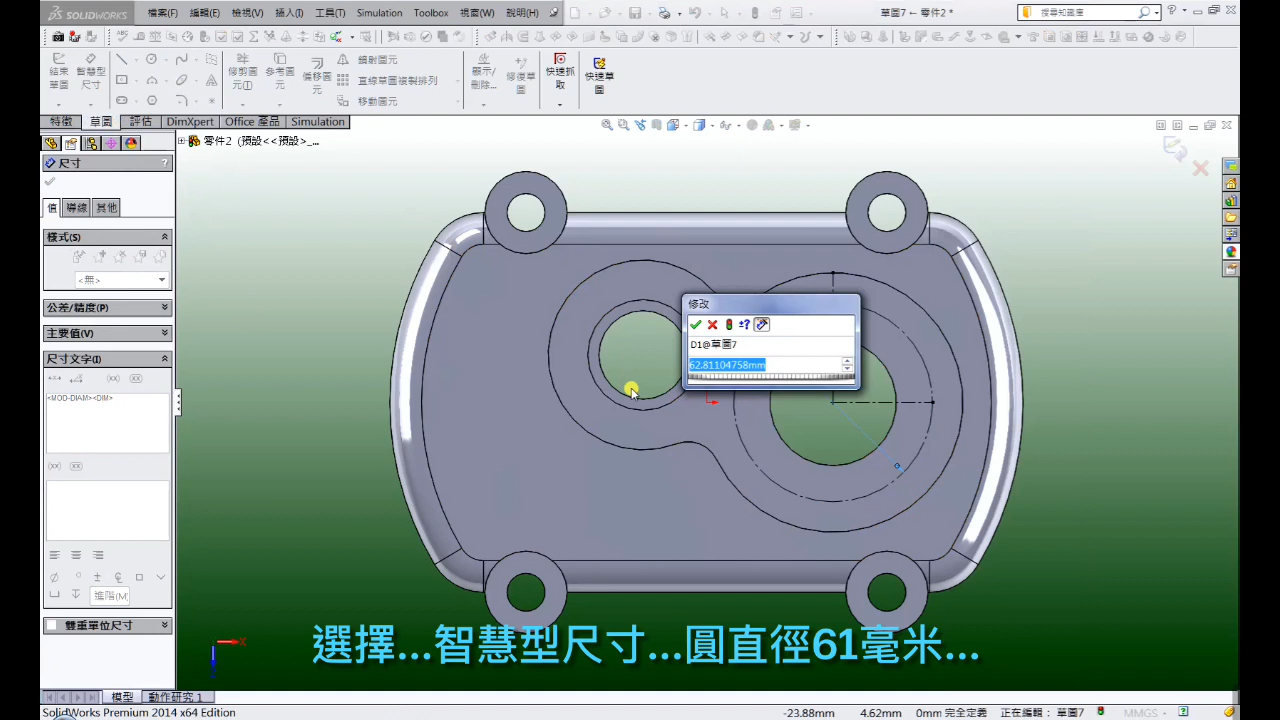 SOLIDWORKS 檔案(F) 編輯(E) 檢視(V) 插入(I) 工具(T) Simulation Toolbox 視窗(W) 說明(H) 草圖7 ← 零件2 * 搜尋知識庫
結束草圖
智慧型尺寸
修剪圖元(I)
參考圖元
偏移圖元
鏡射圖元
直線草圖複製排列
移動圖元
顯示/刪除...
修復草圖
快速抓取
快速草圖
特徵 草圖 評估 DimXpert Office 產品 Simulation
零件2 (預設<<預設>_...
尺寸 ?
值 導線 其他
樣式(S)
<無>
公差/精度(P)
主要值(V)
尺寸文字(I)
<MOD-DIAM><DIM>
進階(M)
雙重單位尺寸
修改
D1@草圖7
62.81104758mm
選擇...智慧型尺寸...圓直徑61毫米...
模型 動作研究 1
SolidWorks Premium 2014 x64 Edition -23.88mm 4.62mm 0mm 完全定義 正在編輯：草圖7 MMGS